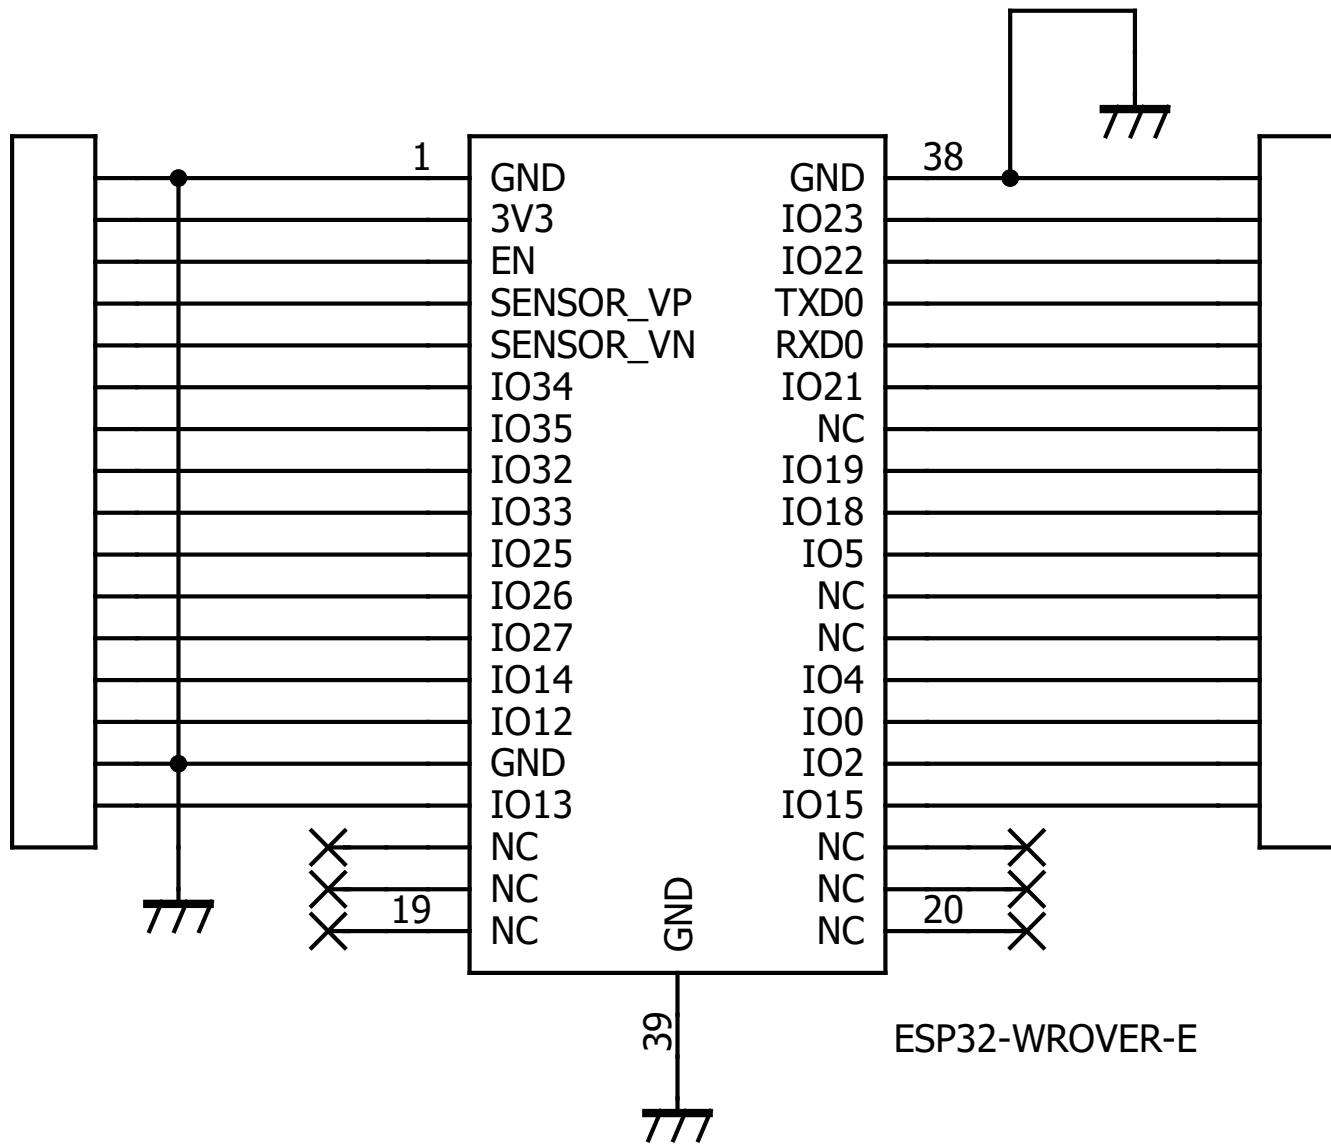 1 38
GND GND
3V3 IO23
EN IO22
SENSOR_VP TXD0
SENSOR_VN RXD0
IO34 IO21
IO35 NC
IO32 IO19
IO33 IO18
IO25 IO5
IO26 NC
IO27 NC
IO14 IO4
IO12 IO0
GND IO2
IO13 IO15
NC NC
NC NC
19 20
NC NC
GND
39
ESP32-WROVER-E